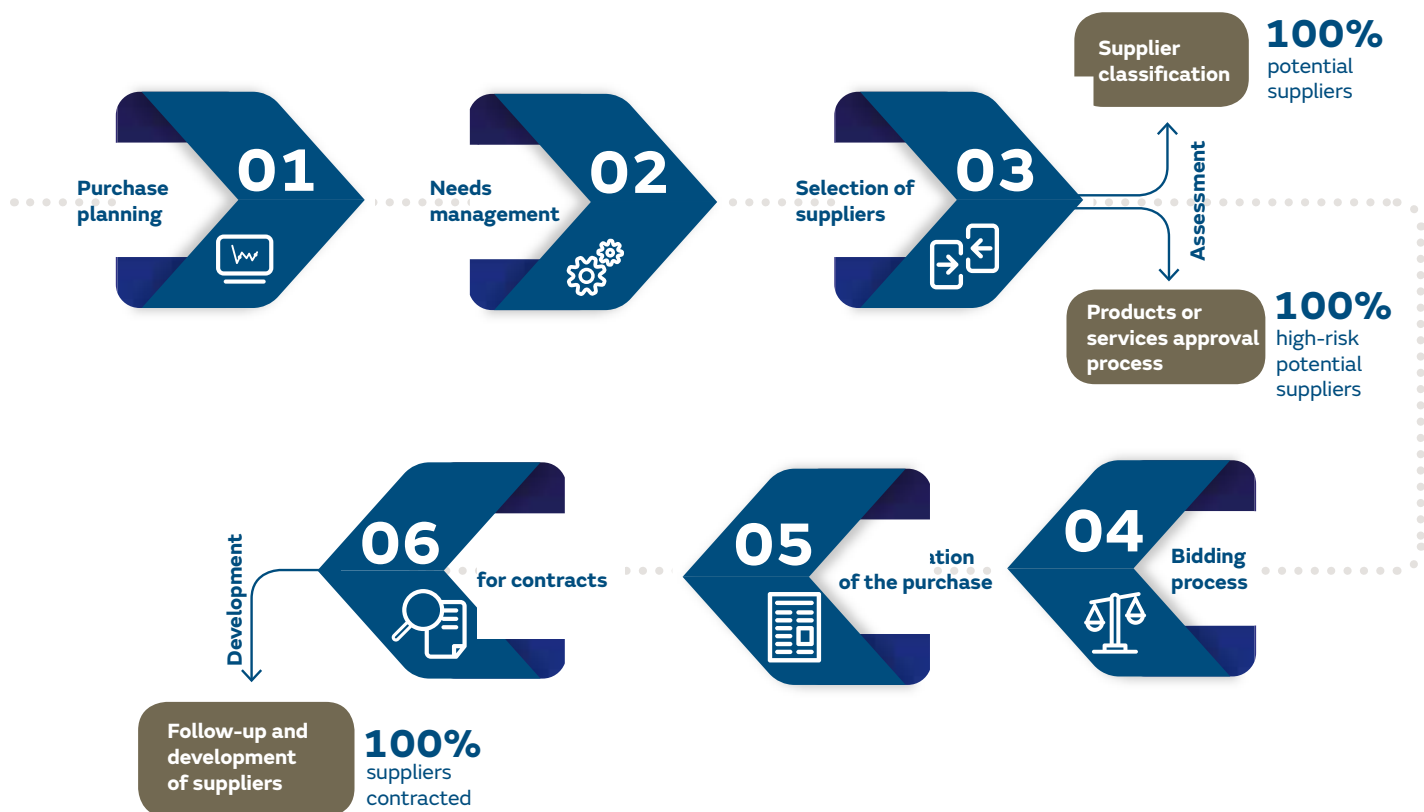 01
Purchase
planning
02
Needs
management
03
Selection of
suppliers
Assessment
Supplier
classification
100%
potential
suppliers
Products or
services approval
process
100%
high-risk
potential
suppliers
04
Bidding
process
05
ation
of the purchase
06
for contracts
Development
Follow-up and
development
of suppliers
100%
suppliers
contracted